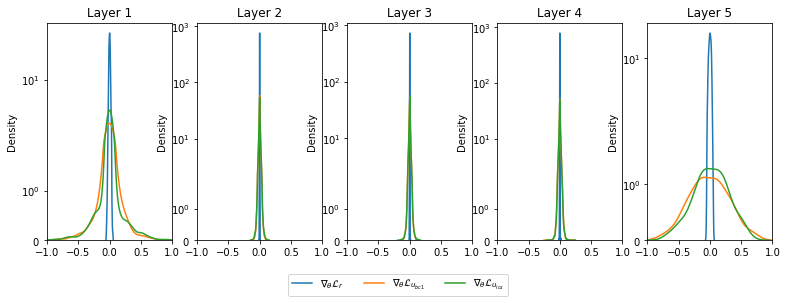 Layer 1 Layer 2 Layer 3 Layer 4 Layer 5
Density Density Density Density Density
10¹ 10³ 10³ 10³ 10¹
10² 10² 10²
10¹ 10¹ 10¹
10⁰ 10⁰ 10⁰ 10⁰ 10⁰
0 0 0 0 0
−1.0 −0.5 0.0 0.5 1.0 −1.0 −0.5 0.0 0.5 1.0 −1.0 −0.5 0.0 0.5 1.0 −1.0 −0.5 0.0 0.5 1.0 −1.0 −0.5 0.0 0.5 1.0
∇θℒr ∇θℒu_bc1 ∇θℒu_ics